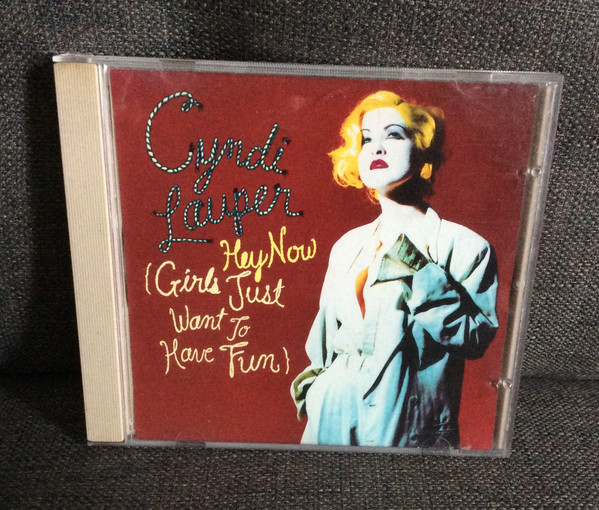 Cyndi
Lauper
Hey Now
(Girls Just
Want To
Have Fun)